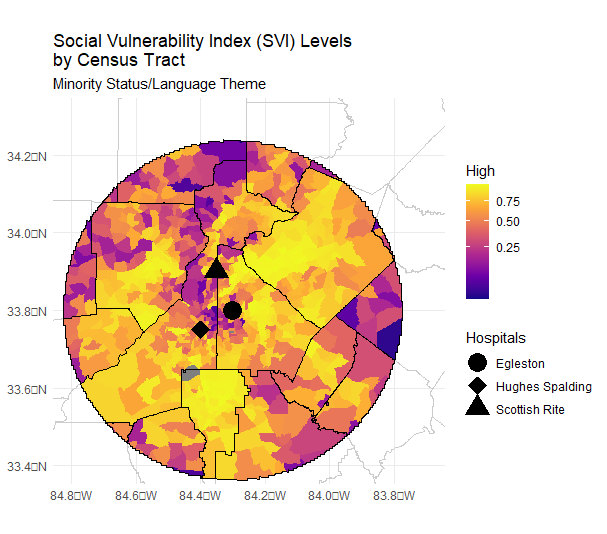 Social Vulnerability Index (SVI) Levels
by Census Tract
Minority Status/Language Theme
34.2□N
34.0□N
33.8□N
33.6□N
33.4□N
84.8□W
84.6□W
84.4□W
84.2□W
84.0□W
83.8□W
High
0.75
0.50
0.25
Hospitals
Egleston
Hughes Spalding
Scottish Rite